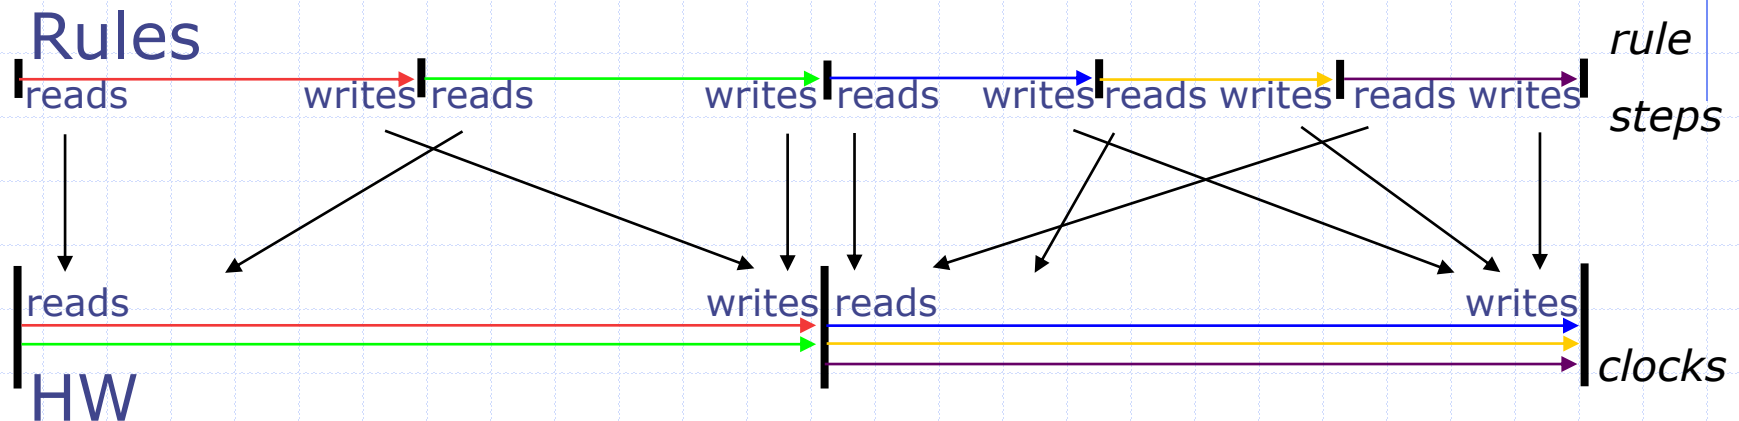 Rules
rule
reads writes reads writes reads writes reads writes reads writes
steps
reads writes reads writes
clocks
HW